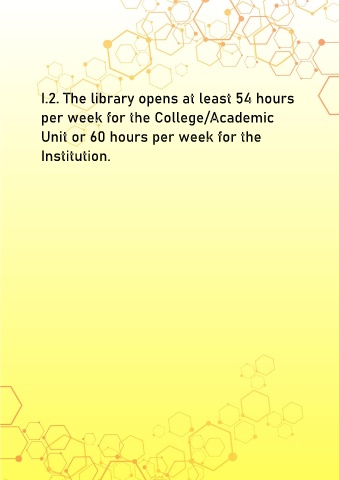 I.2. The library opens at least 54 hours
per week for the College/Academic
Unit or 60 hours per week for the
Institution.